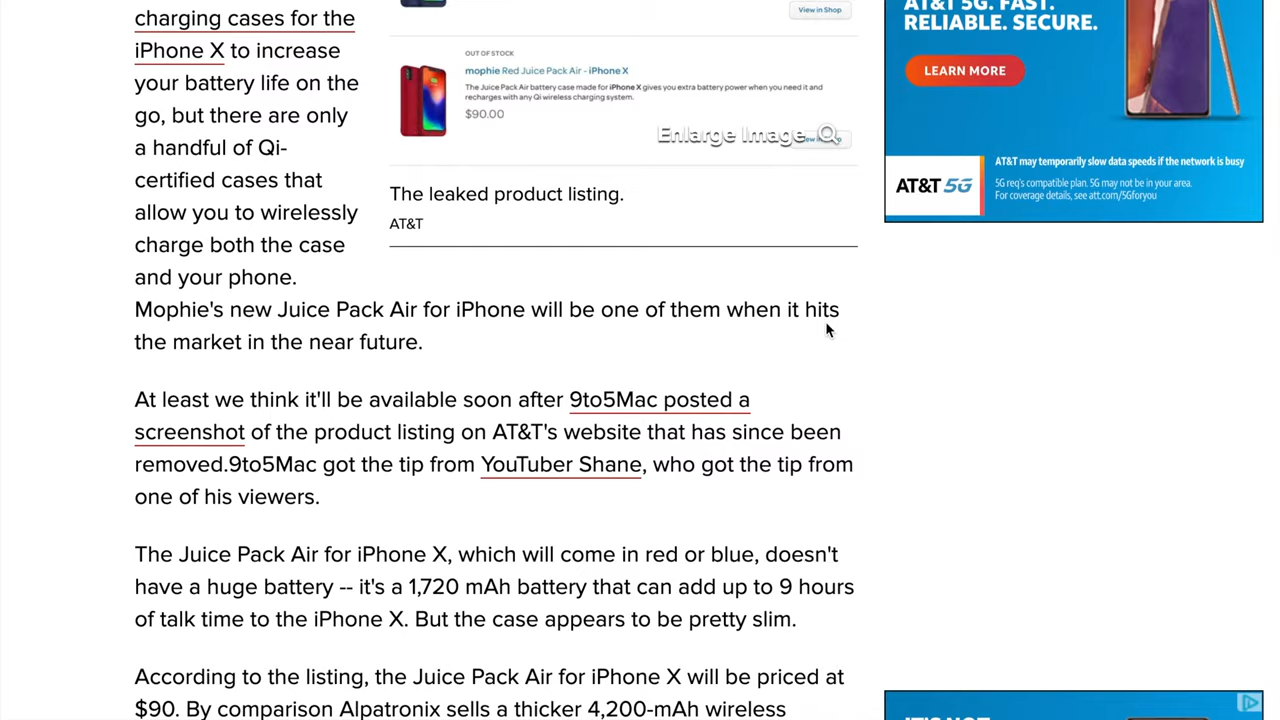 charging cases for the
iPhone X to increase
your battery life on the
go, but there are only
a handful of Qi-
certified cases that
allow you to wirelessly
charge both the case
and your phone.
View in Shop
OUT OF STOCK
mophie Red Juice Pack Air - iPhone X
The Juice Pack Air battery case made for iPhone X gives you extra battery power when you need it and
recharges with any Qi wireless charging system.
$90.00
Enlarge Image
The leaked product listing.
AT&T
Mophie's new Juice Pack Air for iPhone will be one of them when it hits
the market in the near future.
At least we think it'll be available soon after 9to5Mac posted a
screenshot of the product listing on AT&T's website that has since been
removed.9to5Mac got the tip from YouTuber Shane, who got the tip from
one of his viewers.
The Juice Pack Air for iPhone X, which will come in red or blue, doesn't
have a huge battery -- it's a 1,720 mAh battery that can add up to 9 hours
of talk time to the iPhone X. But the case appears to be pretty slim.
According to the listing, the Juice Pack Air for iPhone X will be priced at
$90. By comparison Alpatronix sells a thicker 4,200-mAh wireless
AT&T 5G. FAST.
RELIABLE. SECURE.
LEARN MORE
AT&T 5G
AT&T may temporarily slow data speeds if the network is busy
5G req's compatible plan. 5G may not be in your area.
For coverage details, see att.com/5Gforyou
IT'S NOT